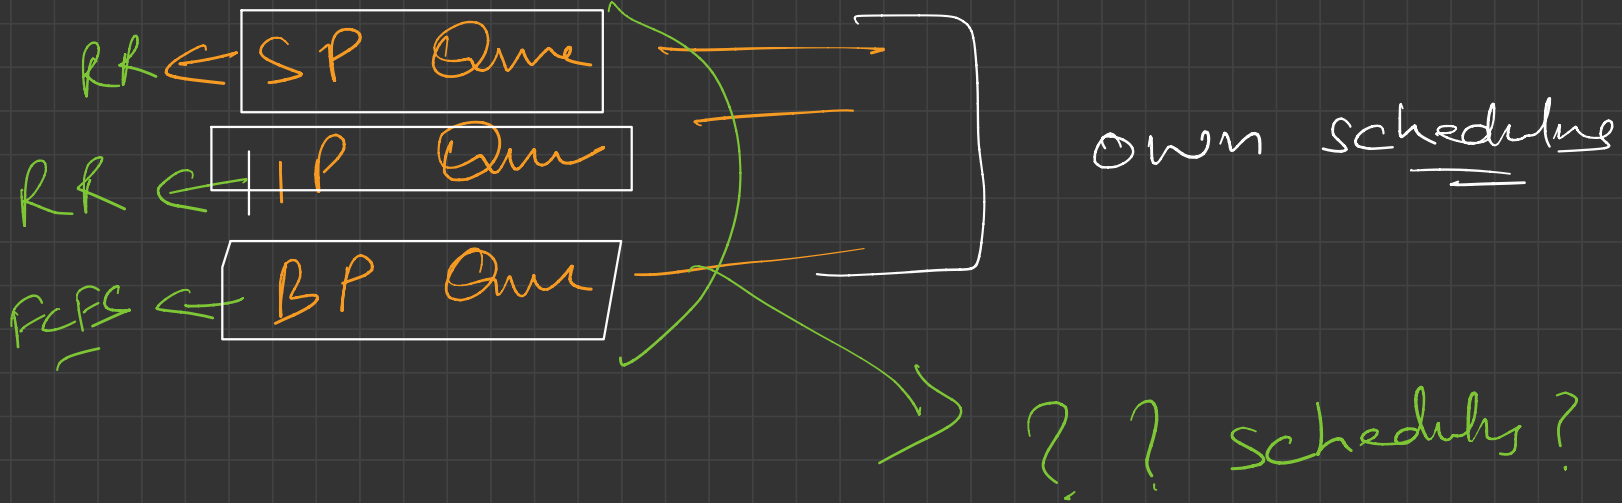 RR SP Queue
RR IP Queue
FCFS BP Queue
own scheduling
? ? scheduling ?